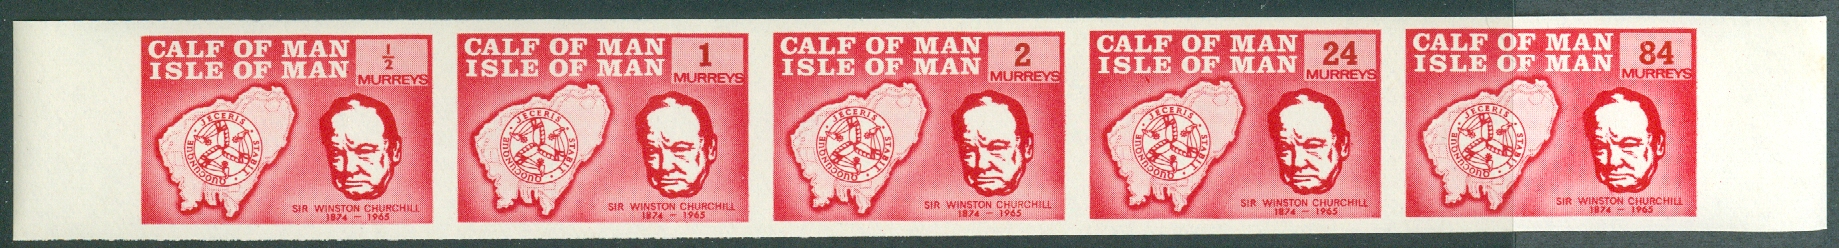 CALF OF MAN
ISLE OF MAN
½
MURREYS
QUOCUNQUE · JECERIS · STABIT
SIR WINSTON CHURCHILL
1874 – 1965
CALF OF MAN
ISLE OF MAN
1
MURREYS
QUOCUNQUE · JECERIS · STABIT
SIR WINSTON CHURCHILL
1874 – 1965
CALF OF MAN
ISLE OF MAN
2
MURREYS
QUOCUNQUE · JECERIS · STABIT
SIR WINSTON CHURCHILL
1874 – 1965
CALF OF MAN
ISLE OF MAN
24
MURREYS
QUOCUNQUE · JECERIS · STABIT
SIR WINSTON CHURCHILL
1874 – 1965
CALF OF MAN
ISLE OF MAN
84
MURREYS
QUOCUNQUE · JECERIS · STABIT
SIR WINSTON CHURCHILL
1874 – 1965